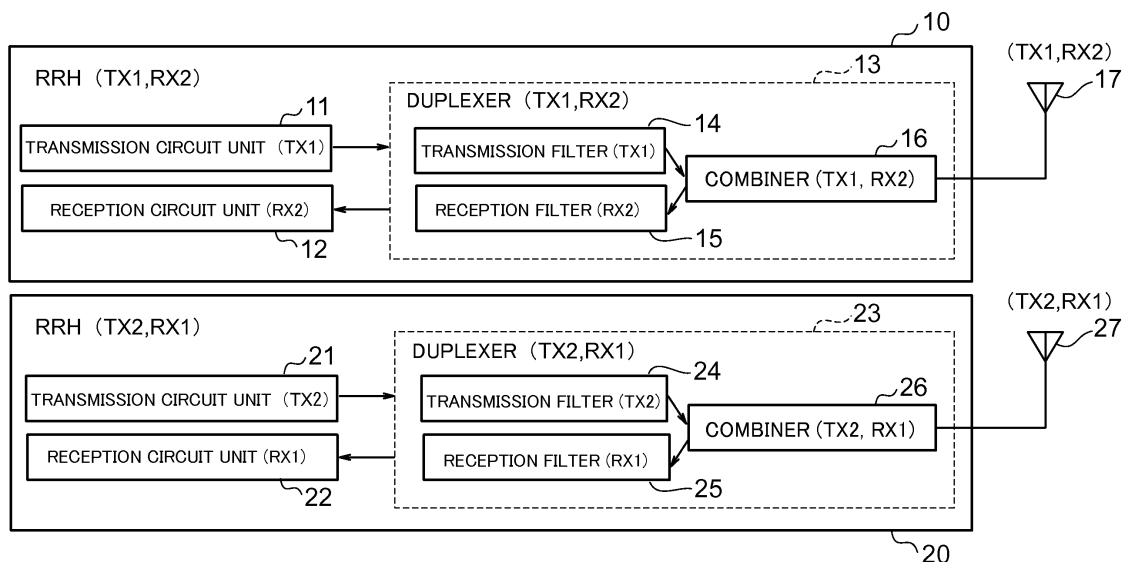 10
RRH (TX1,RX2)
(TX1,RX2)
13
17
11
DUPLEXER (TX1,RX2)
14
TRANSMISSION CIRCUIT UNIT (TX1)
TRANSMISSION FILTER (TX1)
16
COMBINER (TX1, RX2)
RECEPTION CIRCUIT UNIT (RX2)
RECEPTION FILTER (RX2)
12
15
RRH (TX2,RX1)
(TX2,RX1)
23
27
21
DUPLEXER (TX2,RX1)
24
TRANSMISSION CIRCUIT UNIT (TX2)
TRANSMISSION FILTER (TX2)
26
COMBINER (TX2, RX1)
RECEPTION CIRCUIT UNIT (RX1)
RECEPTION FILTER (RX1)
22
25
20